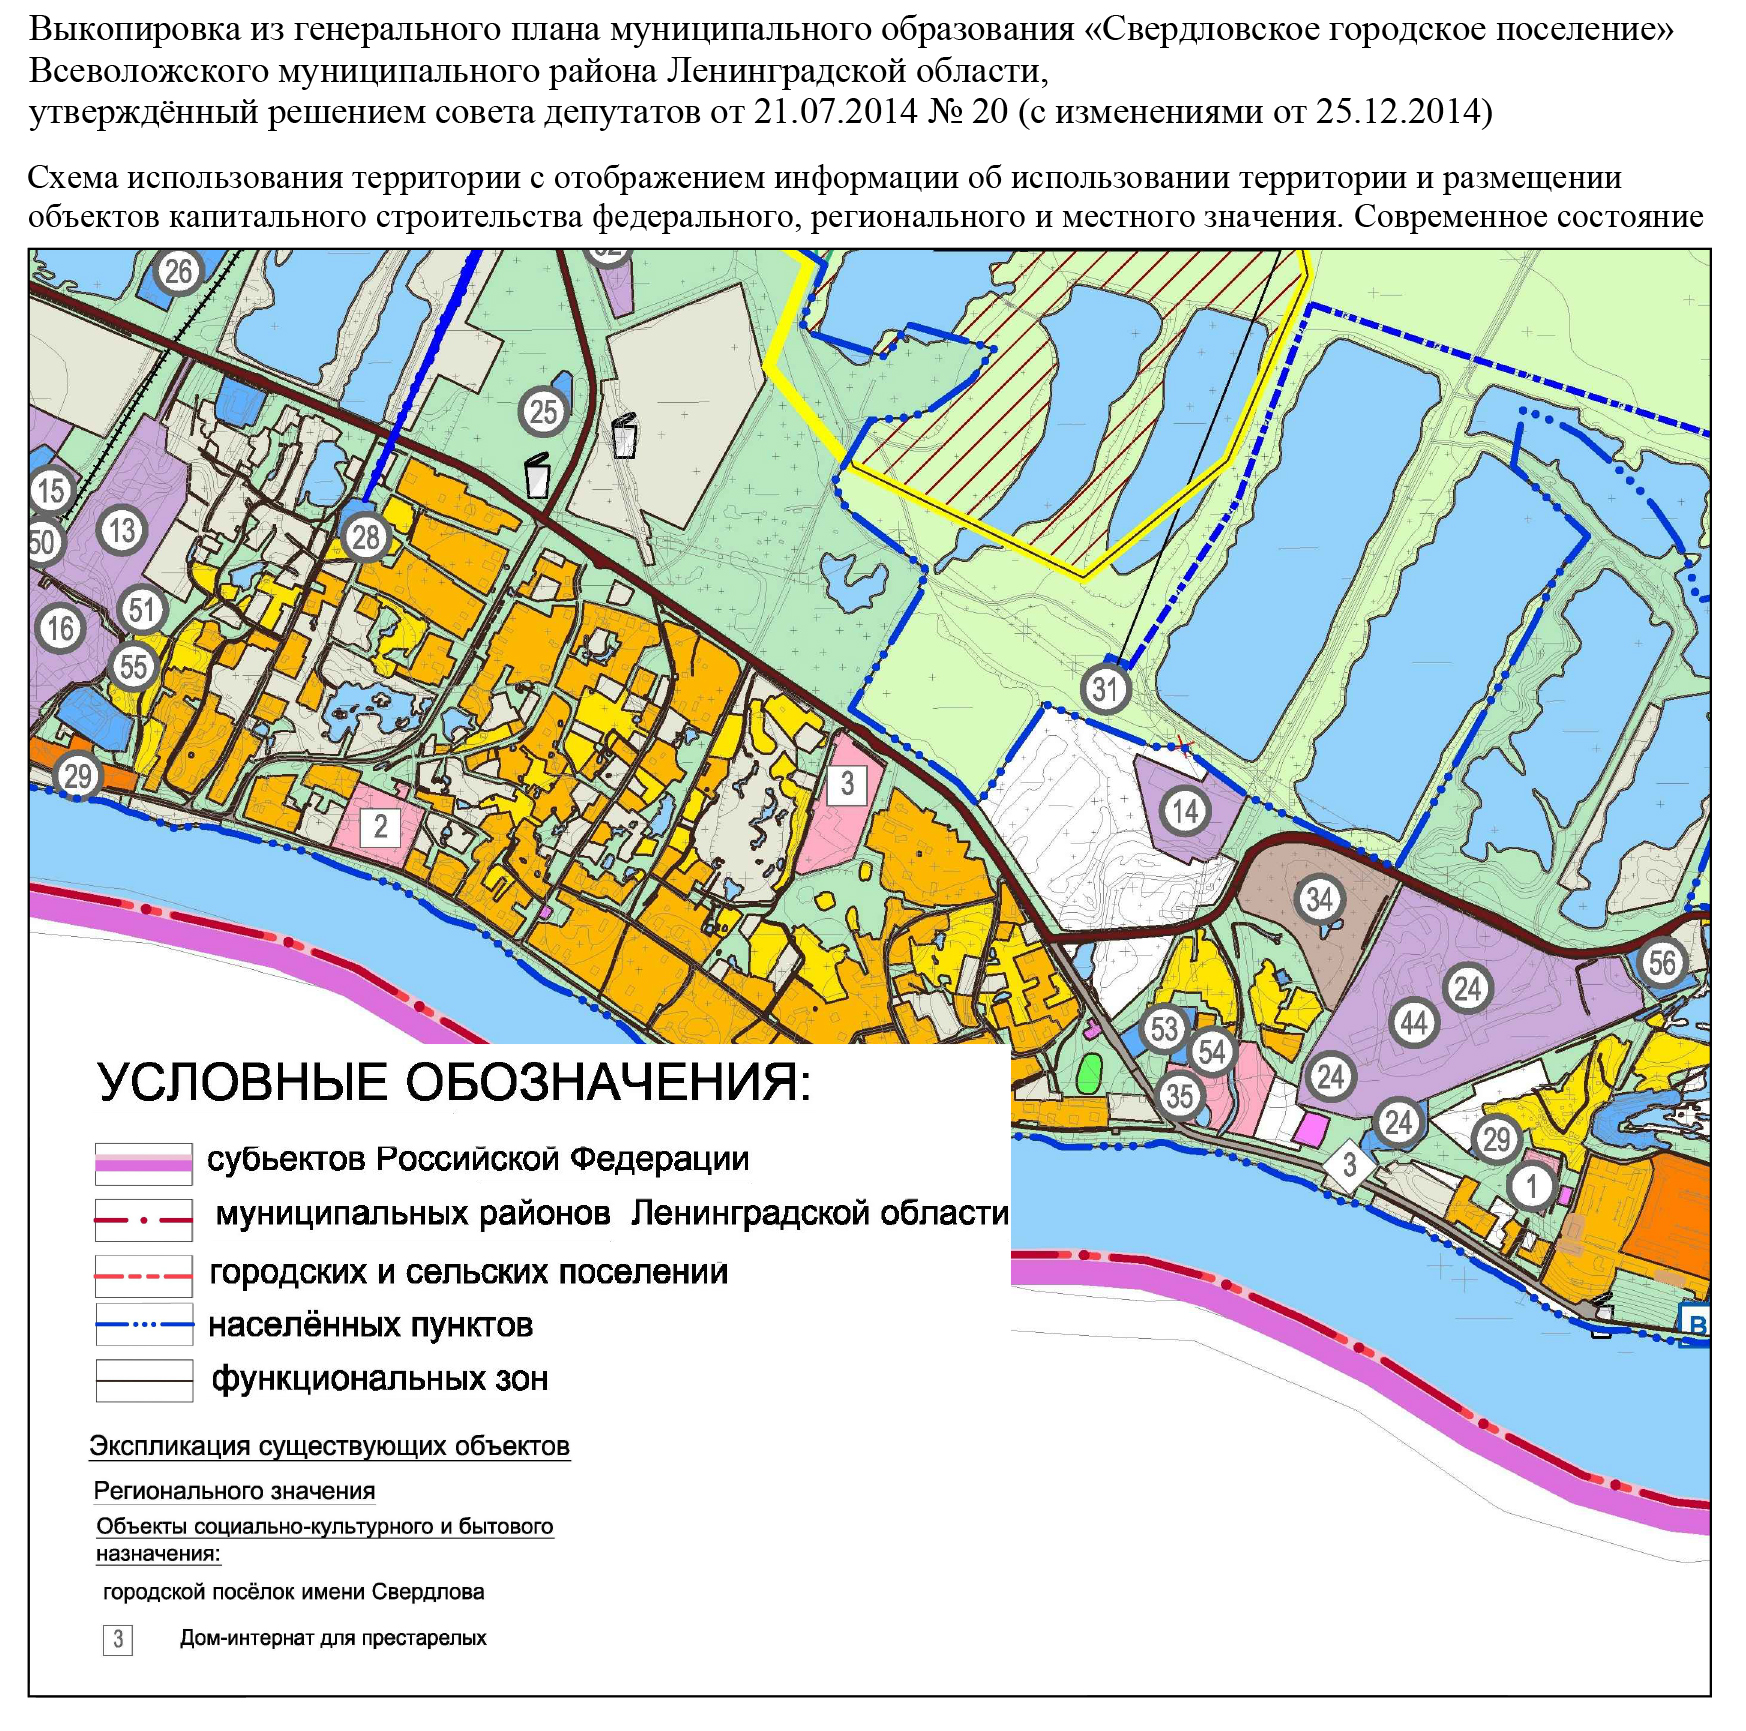 Выкопировка из генерального плана муниципального образования «Свердловское городское поселение»
Всеволожского муниципального района Ленинградской области,
утверждённый решением совета депутатов от 21.07.2014 № 20 (с изменениями от 25.12.2014)
Схема использования территории с отображением информации об использовании территории и размещении
объектов капитального строительства федерального, регионального и местного значения. Современное состояние
26
25
15
50
13
28
51
16
55
31
29
2
3
14
34
56
24
44
53
54
24
35
24
29
3
1
В
УСЛОВНЫЕ ОБОЗНАЧЕНИЯ:
субьектов Российской Федерации
муниципальных районов Ленинградской области
городских и сельских поселений
населённых пунктов
функциональных зон
Экспликация существующих объектов
Регионального значения
Объекты социально-культурного и бытового
назначения:
городской посёлок имени Свердлова
3 Дом-интернат для престарелых